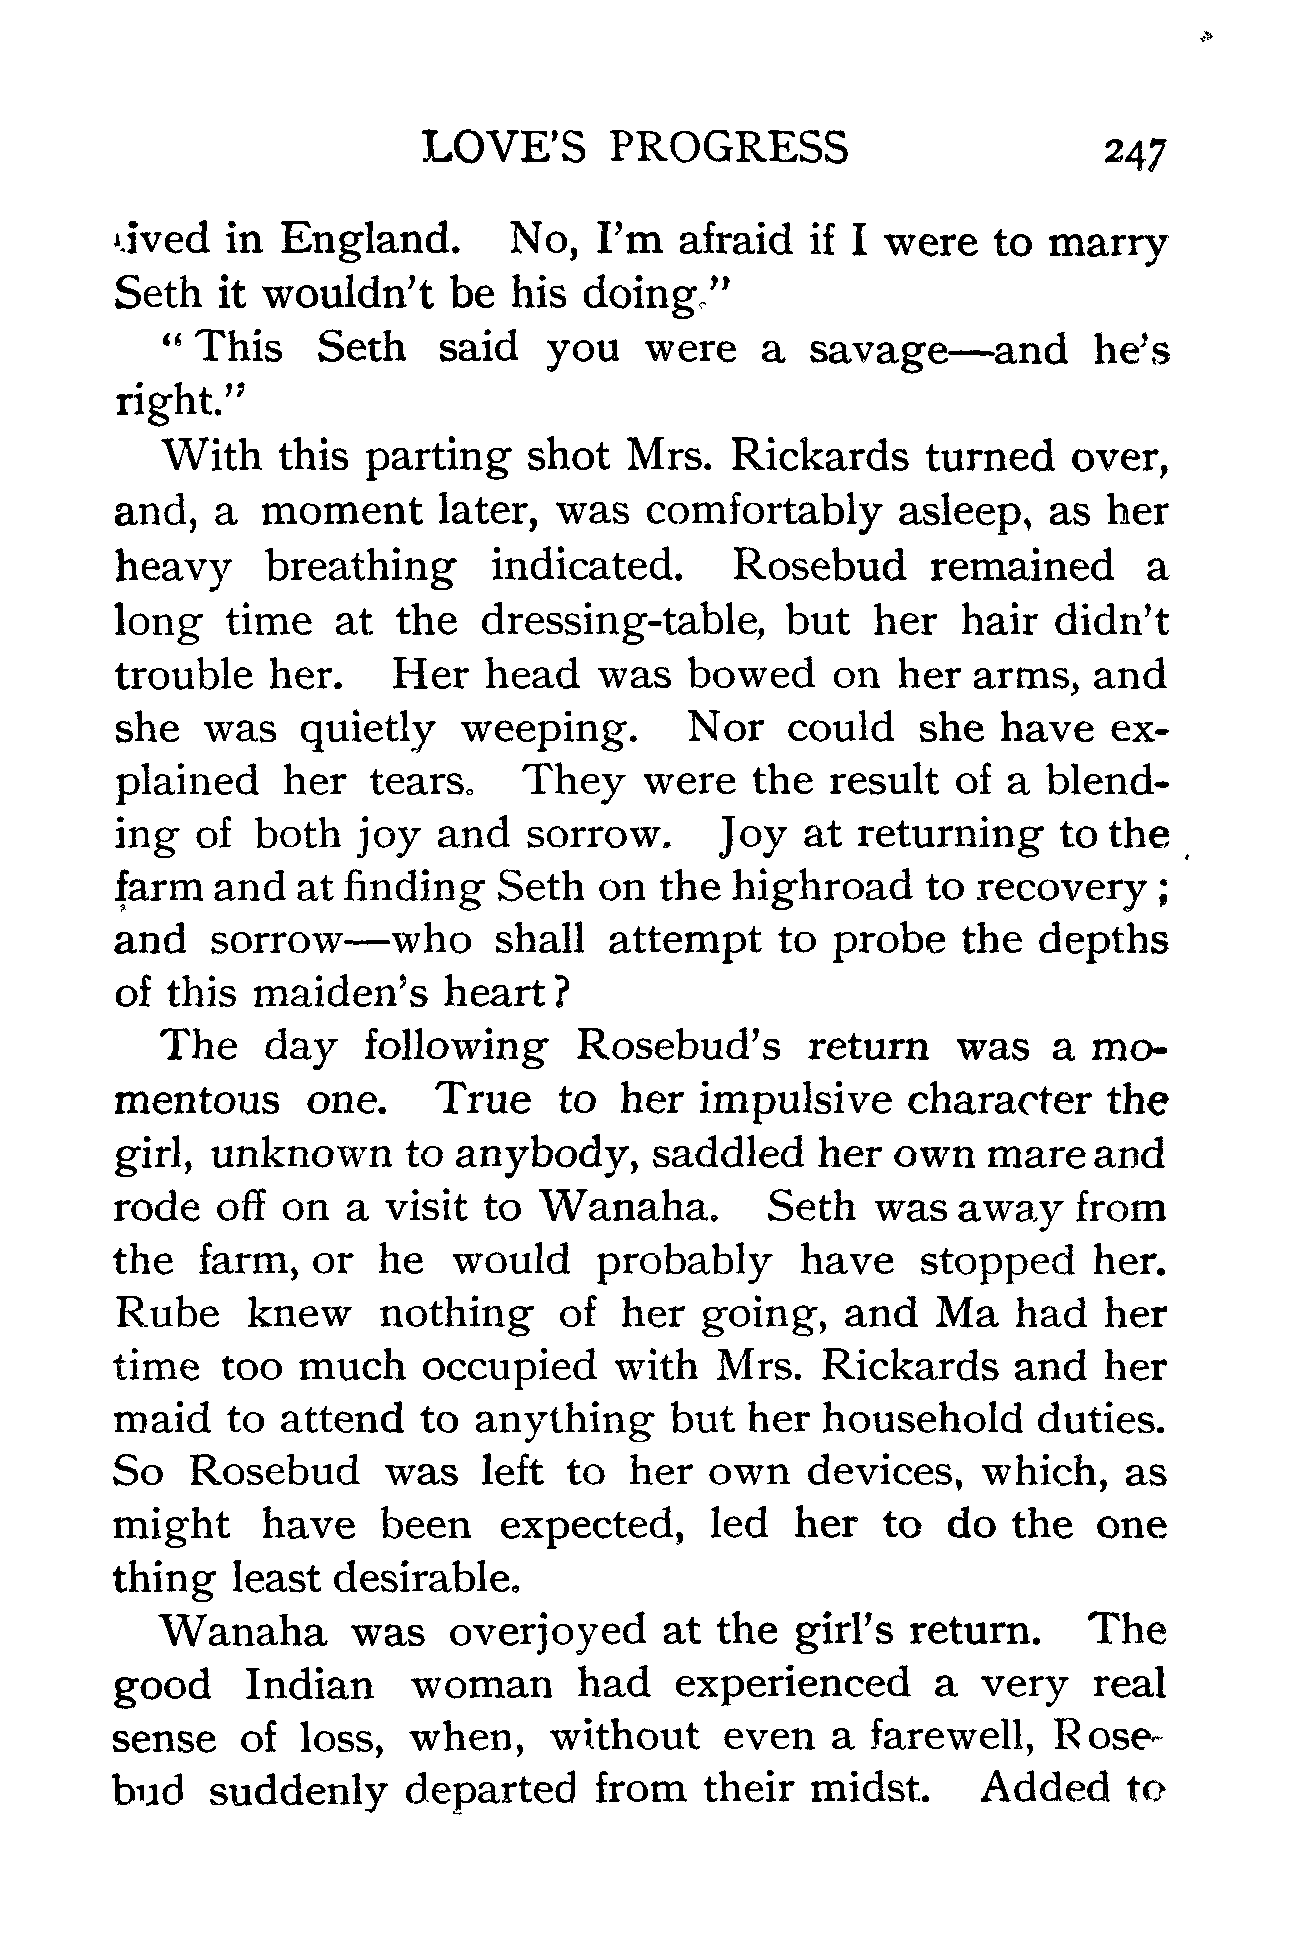 LOVE'S PROGRESS 247
lived in England. No, I'm afraid if I were to marry
Seth it wouldn't be his doing."
"This Seth said you were a savage—and he's
right."
With this parting shot Mrs. Rickards turned over,
and, a moment later, was comfortably asleep, as her
heavy breathing indicated. Rosebud remained a
long time at the dressing-table, but her hair didn't
trouble her. Her head was bowed on her arms, and
she was quietly weeping. Nor could she have ex-
plained her tears. They were the result of a blend-
ing of both joy and sorrow. Joy at returning to the
farm and at finding Seth on the highroad to recovery;
and sorrow—who shall attempt to probe the depths
of this maiden's heart?
The day following Rosebud's return was a mo-
mentous one. True to her impulsive character the
girl, unknown to anybody, saddled her own mare and
rode off on a visit to Wanaha. Seth was away from
the farm, or he would probably have stopped her.
Rube knew nothing of her going, and Ma had her
time too much occupied with Mrs. Rickards and her
maid to attend to anything but her household duties.
So Rosebud was left to her own devices, which, as
might have been expected, led her to do the one
thing least desirable.
Wanaha was overjoyed at the girl's return. The
good Indian woman had experienced a very real
sense of loss, when, without even a farewell, Rose-
bud suddenly departed from their midst. Added to